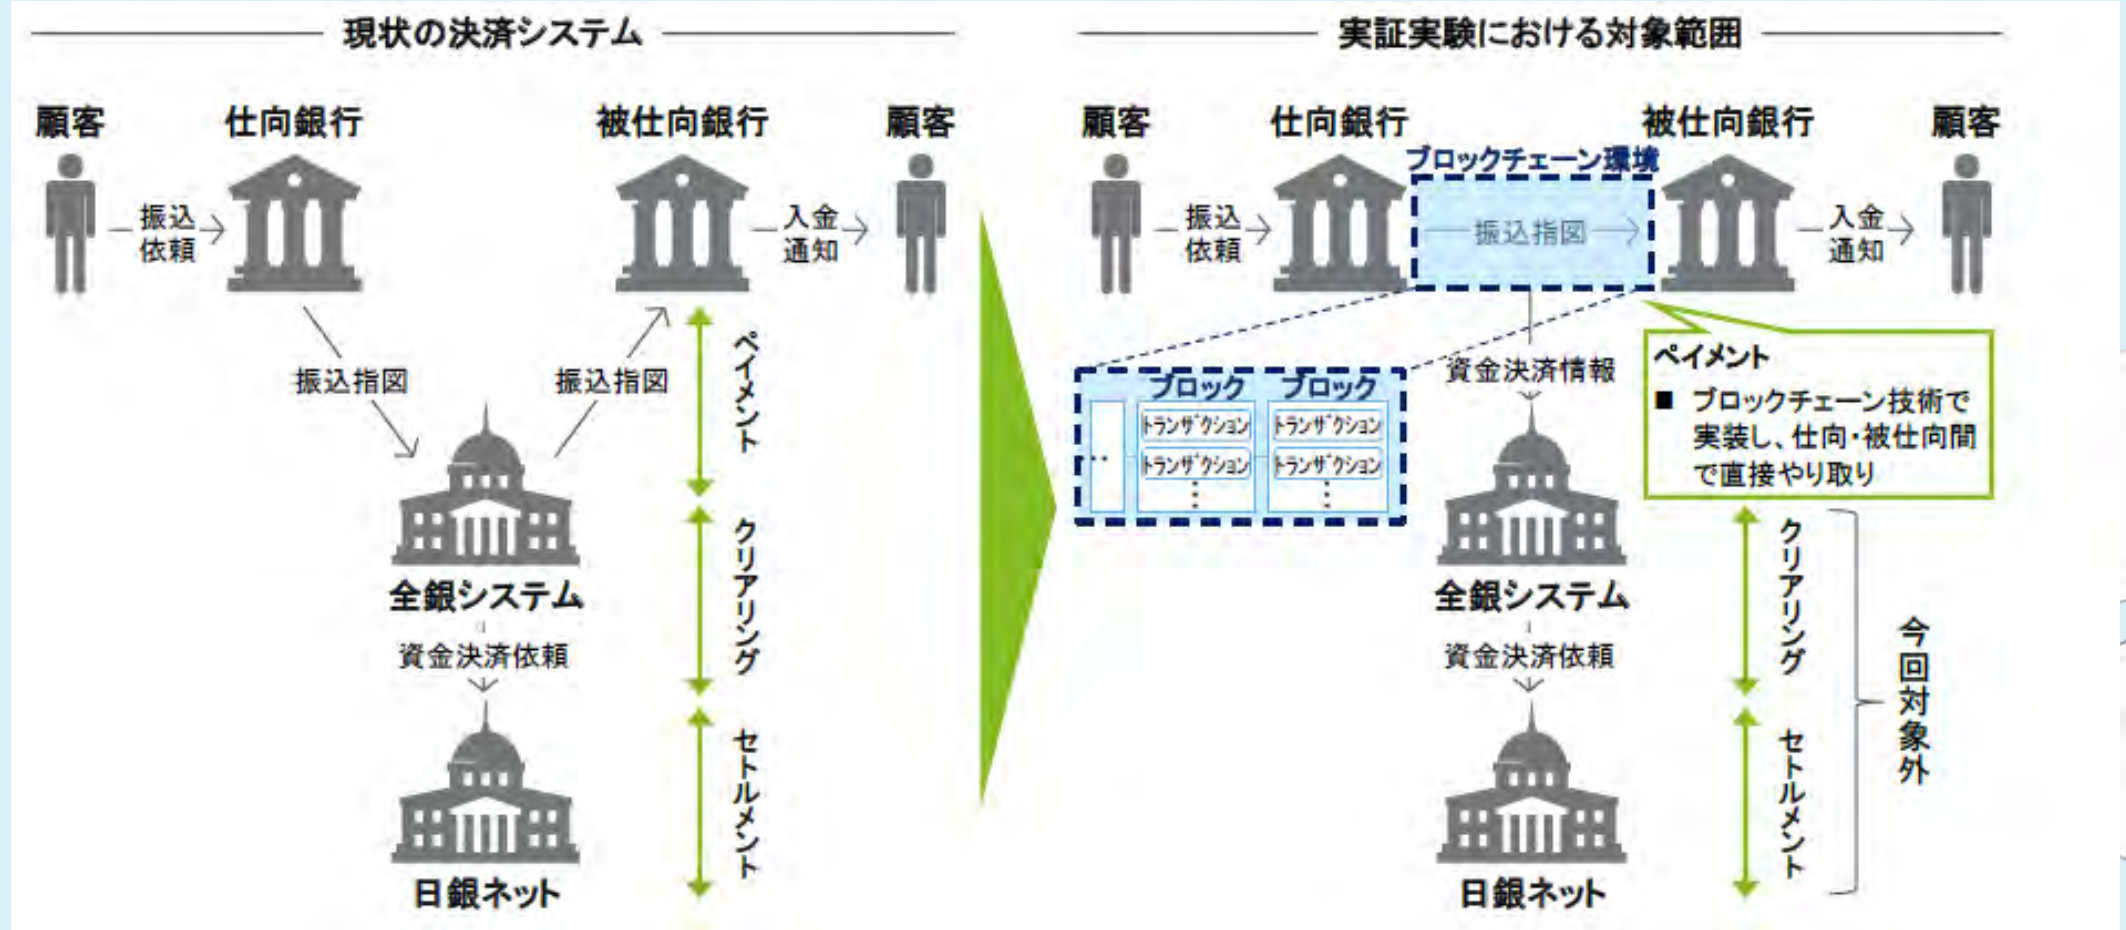 現状の決済システム
顧客
仕向銀行
被仕向銀行
顧客
振込
依頼
入金
通知
振込指図
振込指図
ペイメント
クリアリング
セトルメント
全銀システム
資金決済依頼
日銀ネット
実証実験における対象範囲
顧客
仕向銀行
被仕向銀行
顧客
ブロックチェーン環境
振込
依頼
振込指図
入金
通知
資金決済情報
ブロック
ブロック
トランザクション
トランザクション
トランザクション
トランザクション
ペイメント
■ ブロックチェーン技術で
実装し、仕向・被仕向間
で直接やり取り
全銀システム
資金決済依頼
日銀ネット
クリアリング
セトルメント
今回対象外